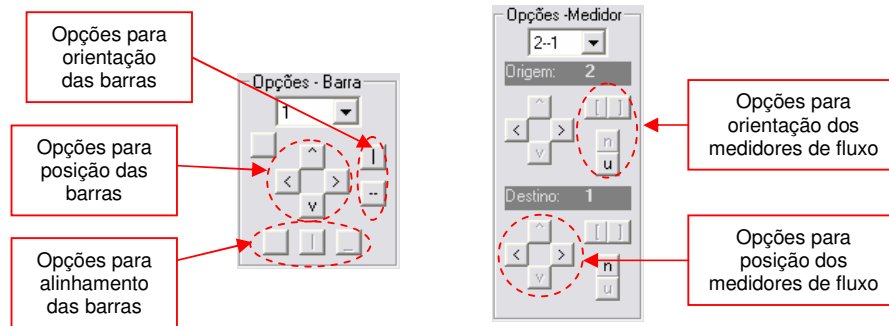 Opções para
orientação
das barras
Opções para
posição das
barras
Opções para
alinhamento
das barras
Opções - Barra
1
^
|
<
>
--
v
|
_
Opções -Medidor
2--1
Origem: 2
^
[ ]
<
>
n
v
u
Destino: 1
^
[ ]
<
>
n
v
u
Opções para
orientação dos
medidores de fluxo
Opções para
posição dos
medidores de fluxo